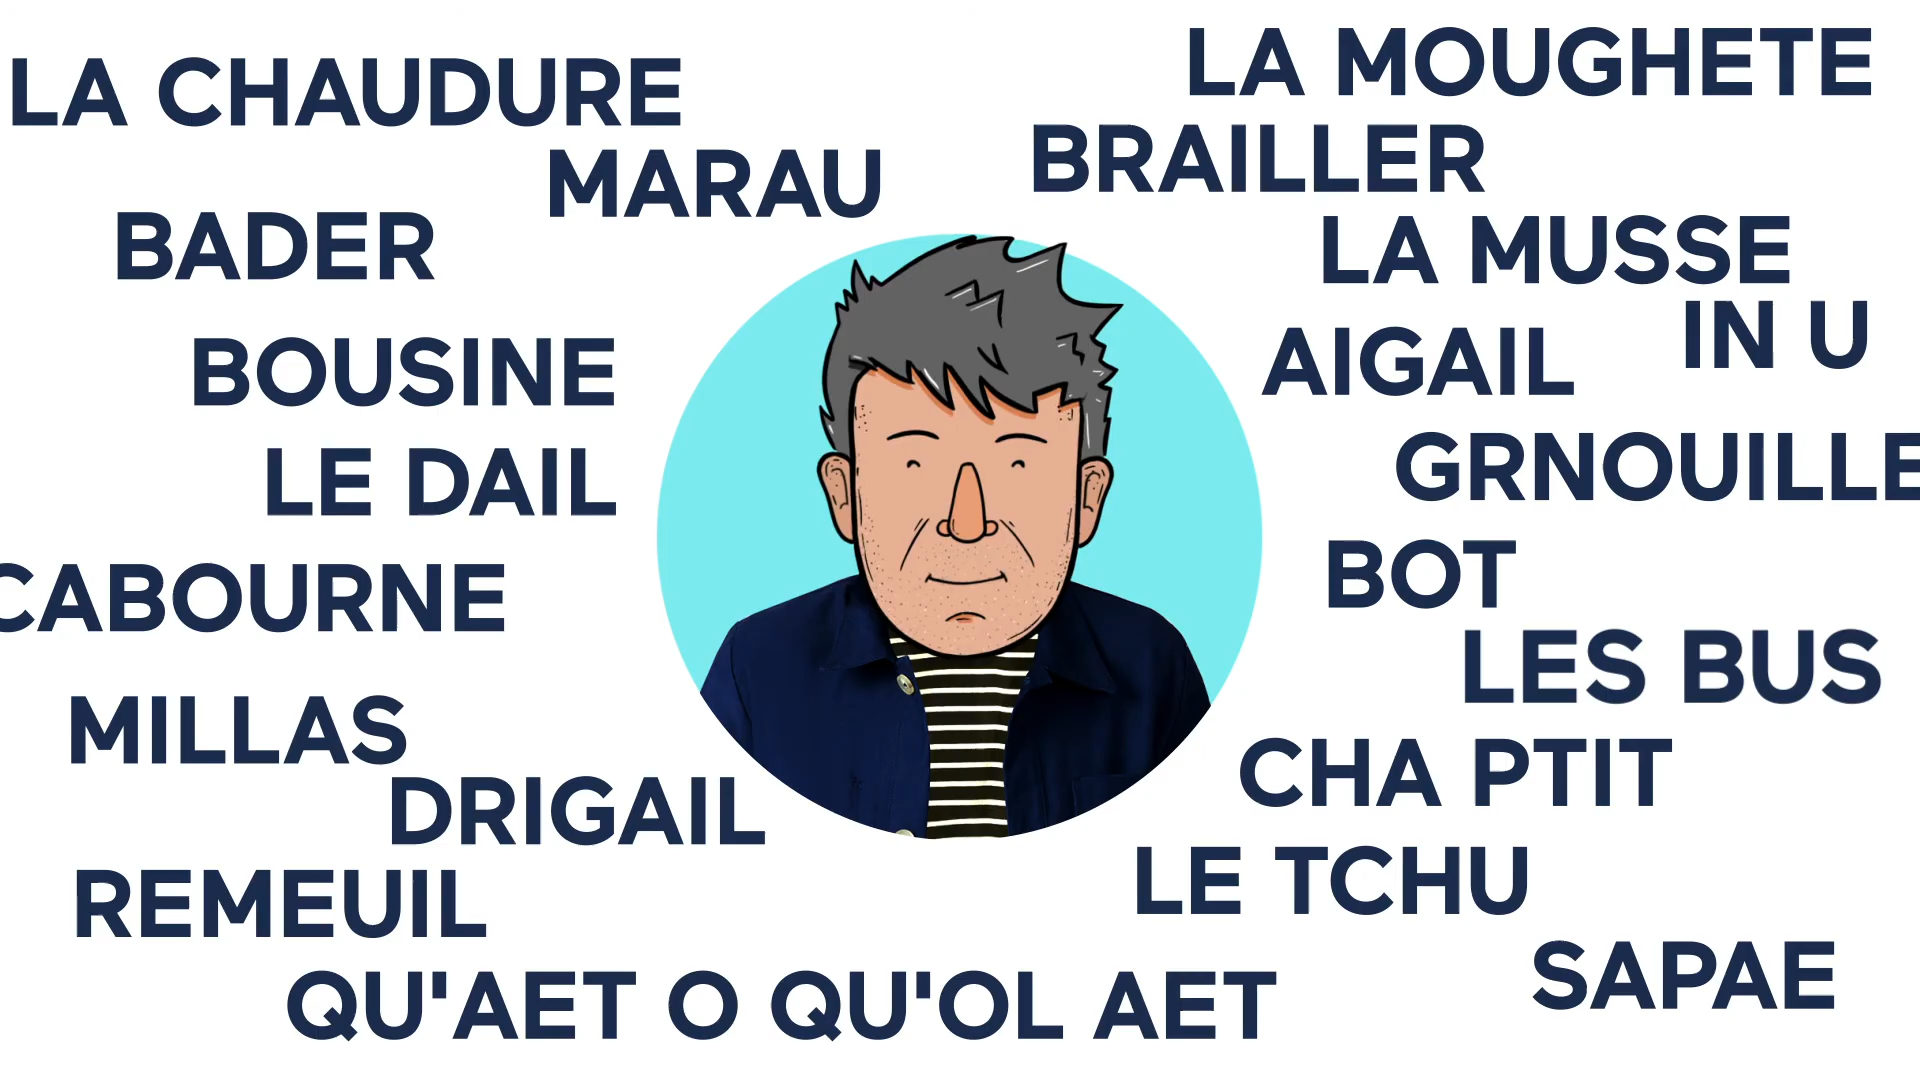 LA CHAUDURE
MARAU
BADER
BOUSINE
LE DAIL
CABOURNE
MILLAS
DRIGAIL
REMEUIL
QU'AET O QU'OL AET
LA MOUGHETE
BRAILLER
LA MUSSE
IN U
AIGAIL
GRNOUILLE
BOT
LES BUS
CHA PTIT
LE TCHU
SAPAE